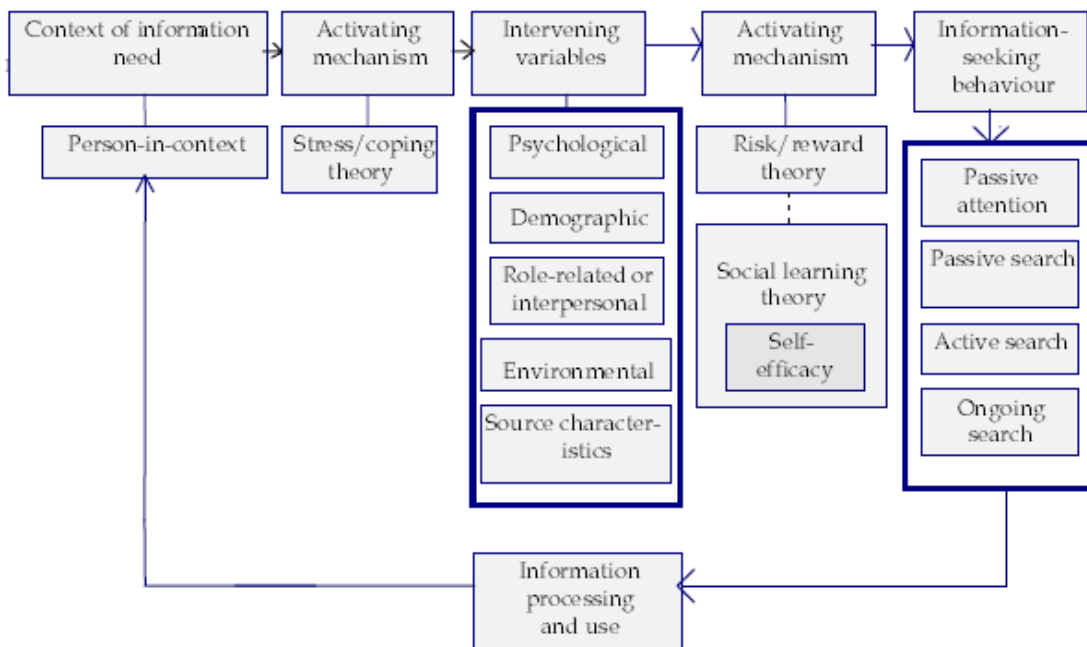 Context of information
need
Activating
mechanism
Intervening
variables
Activating
mechanism
Information-
seeking
behaviour
Person-in-context
Stress/coping
theory
Psychological
Demographic
Role-related or
interpersonal
Environmental
Source character-
istics
Risk/reward
theory
Social learning
theory
Self-
efficacy
Passive
attention
Passive search
Active search
Ongoing
search
Information
processing
and use